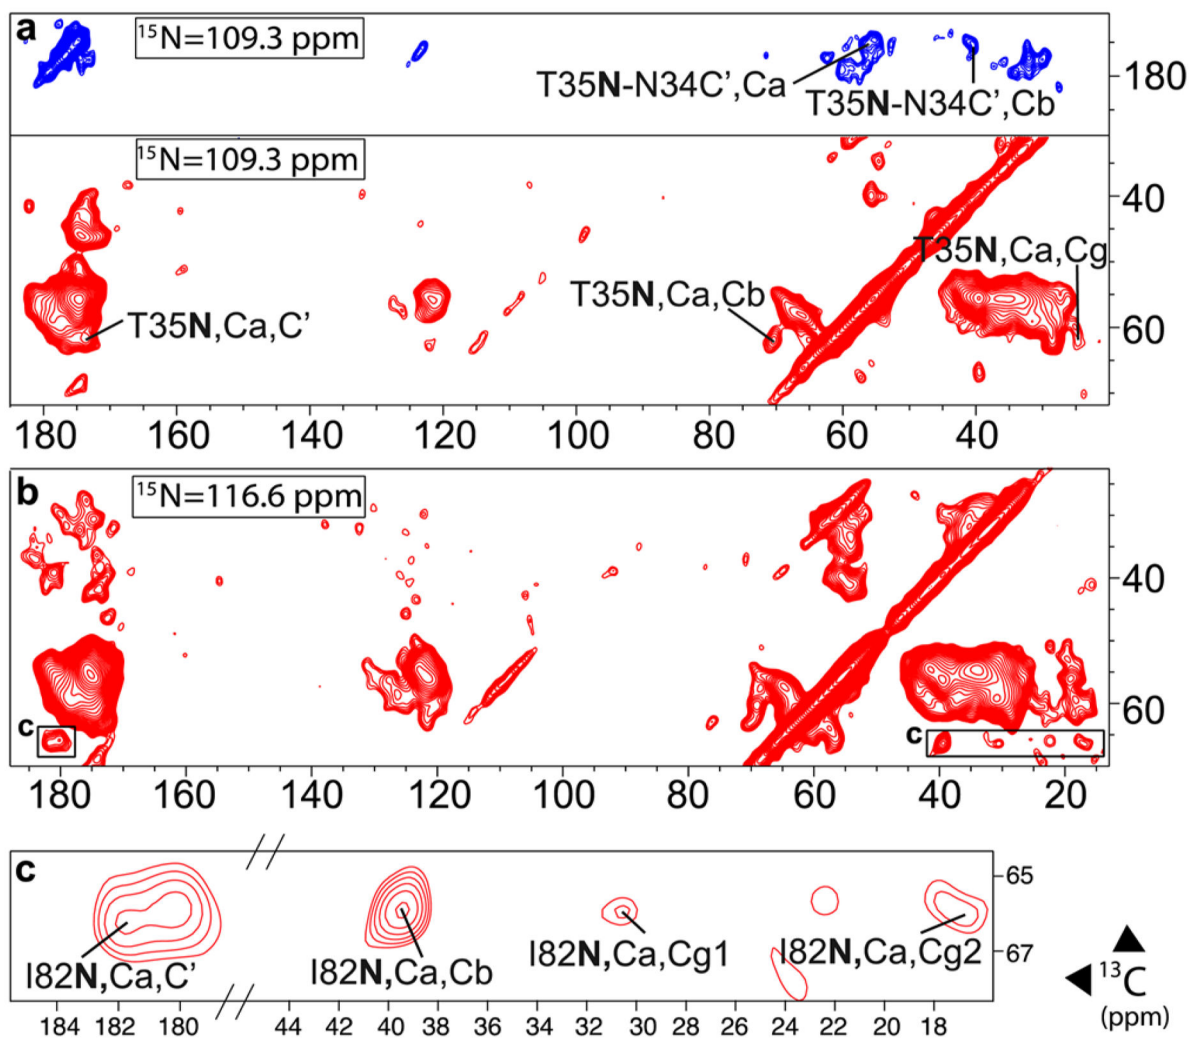 a
¹⁵N=109.3 ppm
T35N-N34C’,Ca
T35N-N34C’,Cb
180
¹⁵N=109.3 ppm
40
T35N,Ca,Cg
T35N,Ca,Cb
T35N,Ca,C’
60
180 160 140 120 100 80 60 40
b
¹⁵N=116.6 ppm
40
60
c
c
180 160 140 120 100 80 60 40 20
c
65
I82N,Ca,C’
I82N,Ca,Cb
I82N,Ca,Cg1
I82N,Ca,Cg2
67
¹³C
(ppm)
184 182 180 44 42 40 38 36 34 32 30 28 26 24 22 20 18